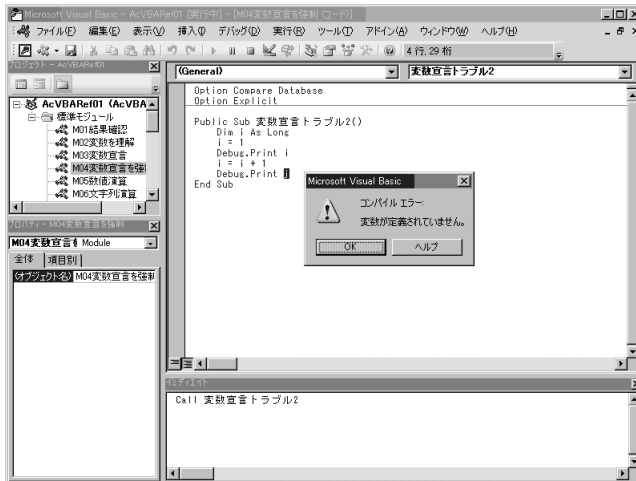 Microsoft Visual Basic - AcVBARef01 [実行中] - [M04変数宣言を強制 (コード)]
ファイル(F) 編集(E) 表示(V) 挿入(I) デバッグ(D) 実行(R) ツール(T) アドイン(A) ウィンドウ(W) ヘルプ(H)
4 行, 29 桁
プロジェクト - AcVBARef01
AcVBARef01 (AcVBA
標準モジュール
M01結果確認
M02変数を理解
M03変数宣言
M04変数宣言を強
M05数値演算
M06文字列演算
プロパティ - M04変数宣言を強制
M04変数宣言を Module
全体 項目別
(オブジェクト名) M04変数宣言を強制
(General) 変数宣言トラブル2
Option Compare Database
Option Explicit
Public Sub 変数宣言トラブル2()
Dim i As Long
i = 1
Debug.Print i
i = i + 1
Debug.Print
End Sub
Microsoft Visual Basic
コンパイル エラー:
変数が定義されていません。
OK ヘルプ
イミディエイト
Call 変数宣言トラブル2